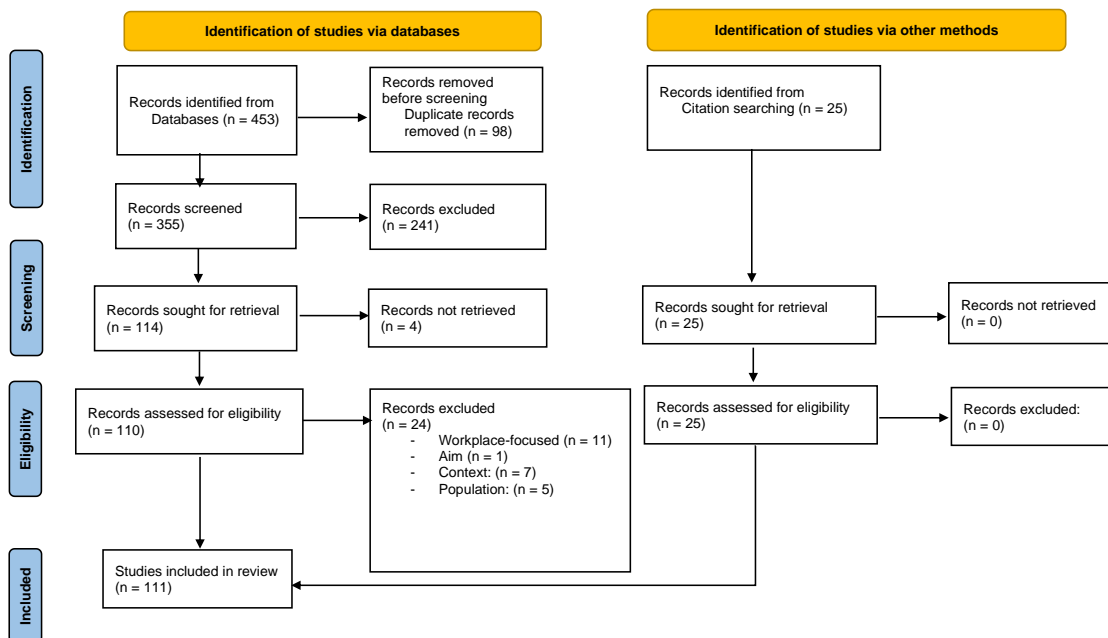 Identification of studies via databases
Identification of studies via other methods
Identification
Records identified from
Databases (n = 453)
Records removed
before screening
Duplicate records
removed (n = 98)
Records identified from
Citation searching (n = 25)
Records screened
(n = 355)
Records excluded
(n = 241)
Screening
Records sought for retrieval
(n = 114)
Records not retrieved
(n = 4)
Records sought for retrieval
(n = 25)
Records not retrieved
(n = 0)
Eligibility
Records assessed for eligibility
(n = 110)
Records excluded
(n = 24)
- Workplace-focused (n = 11)
- Aim (n = 1)
- Context: (n = 7)
- Population: (n = 5)
Records assessed for eligibility
(n = 25)
Records excluded:
(n = 0)
Included
Studies included in review
(n = 111)